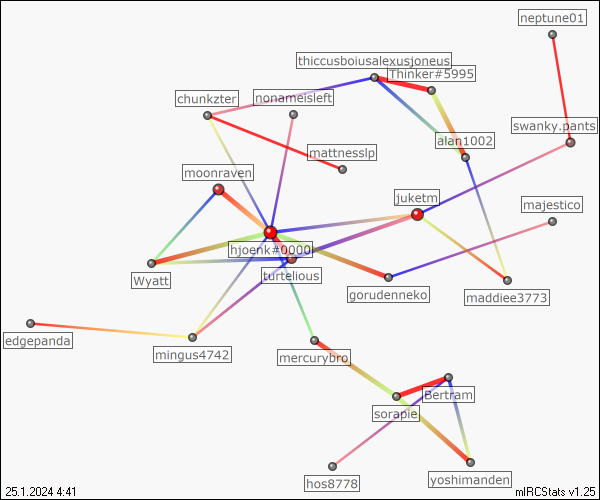 neptune01
thiccusboiusalexusjoneus
Thinker#5995
chunkzter
nonameisleft
swanky.pants
alan1002
mattnesslp
moonraven
juketm
majestico
hjoenk#0000
turtelious
Wyatt
gorudenneko
maddiee3773
edgepanda
mingus4742
mercurybro
Bertram
sorapie
hos8778
yoshimanden
25.1.2024 4:41
mIRCStats v1.25